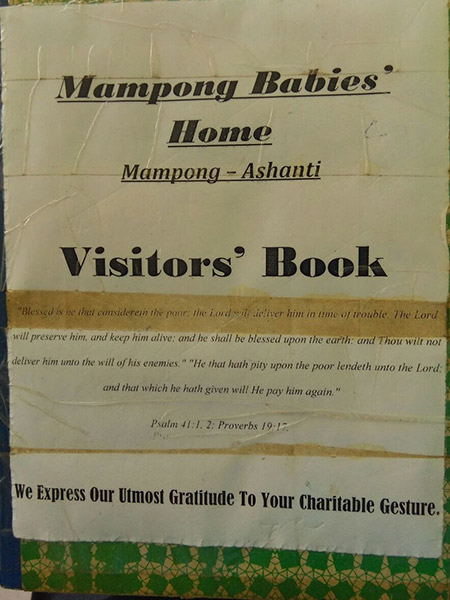 Mampong Babies'
Home
Mampong – Ashanti
Visitors' Book
"Blessed is he that considereth the poor: the Lord will deliver him in time of trouble. The Lord
will preserve him, and keep him alive; and he shall be blessed upon the earth: and Thou wilt not
deliver him unto the will of his enemies." "He that hath pity upon the poor lendeth unto the Lord;
and that which he hath given will He pay him again."
Psalm 41:1, 2; Proverbs 19:17.
We Express Our Utmost Gratitude To Your Charitable Gesture.